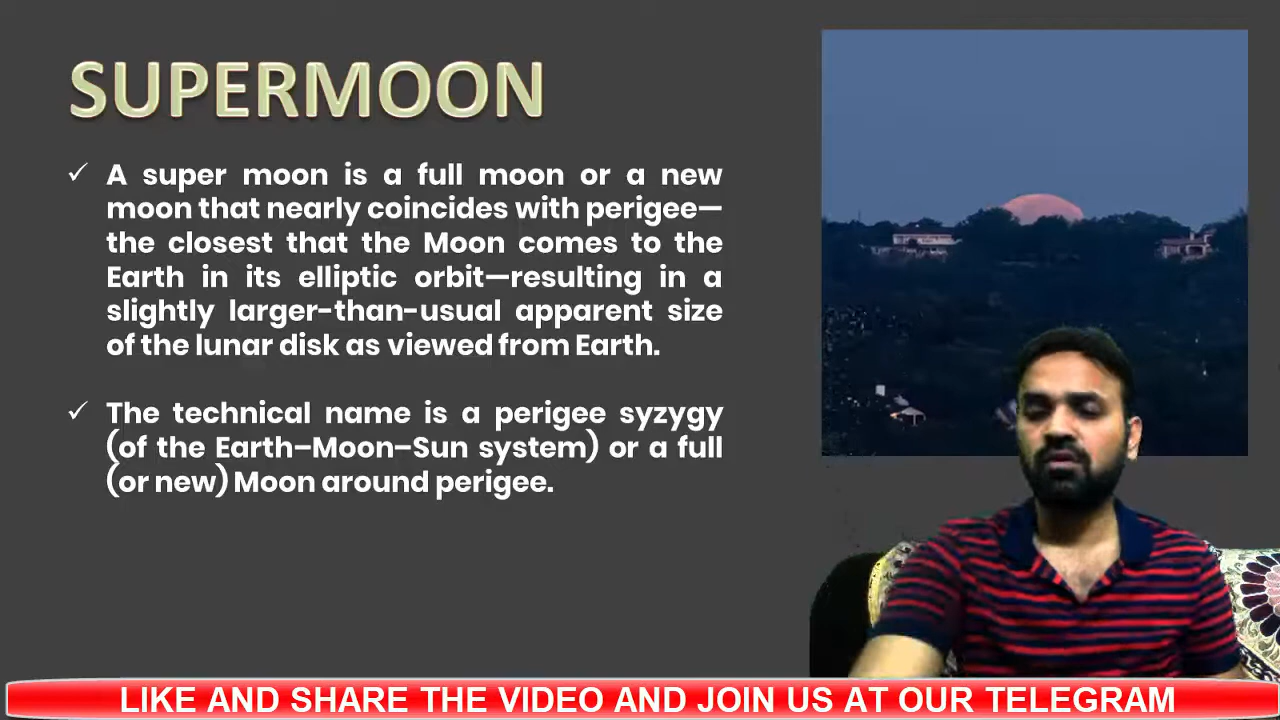 SUPERMOON
✓ A super moon is a full moon or a new
moon that nearly coincides with perigee—
the closest that the Moon comes to the
Earth in its elliptic orbit—resulting in a
slightly larger-than-usual apparent size
of the lunar disk as viewed from Earth.
✓ The technical name is a perigee syzygy
(of the Earth–Moon–Sun system) or a full
(or new) Moon around perigee.
LIKE AND SHARE THE VIDEO AND JOIN US AT OUR TELEGRAM